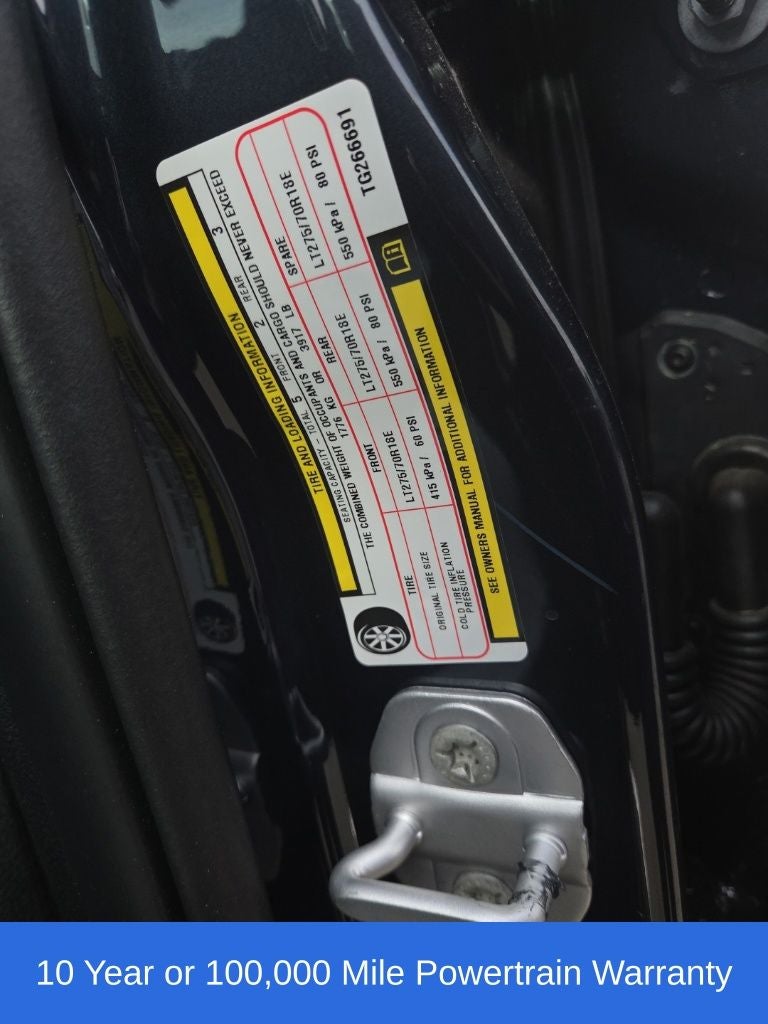 TIRE AND LOADING INFORMATION
SEATING CAPACITY – TOTAL 5 FRONT 2 REAR 3
THE COMBINED WEIGHT OF OCCUPANTS AND CARGO SHOULD NEVER EXCEED
1776 KG OR 3917 LB
TIRE FRONT REAR SPARE
ORIGINAL TIRE SIZE LT275/70R18E LT275/70R18E LT275/70R18E
COLD TIRE INFLATION PRESSURE 415 kPa / 60 PSI 550 kPa / 80 PSI 550 kPa / 80 PSI
SEE OWNERS MANUAL FOR ADDITIONAL INFORMATION
TG266691
10 Year or 100,000 Mile Powertrain Warranty